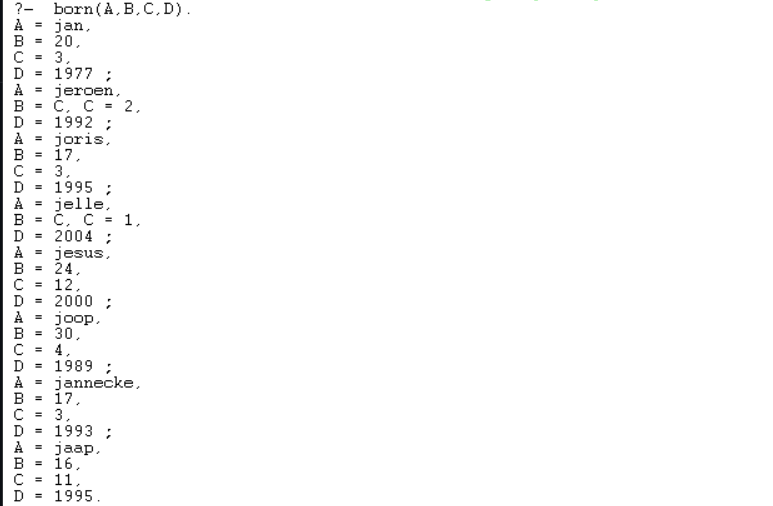 ?-  born(A,B,C,D).
A = jan,
B = 20,
C = 3,
D = 1977 ;
A = jeroen,
B = C, C = 2,
D = 1992 ;
A = joris,
B = 17,
C = 3,
D = 1995 ;
A = jelle,
B = C, C = 1,
D = 2004 ;
A = jesus,
B = 24,
C = 12,
D = 2000 ;
A = joop,
B = 30,
C = 4,
D = 1989 ;
A = jannecke,
B = 17,
C = 3,
D = 1993 ;
A = jaap,
B = 16,
C = 11,
D = 1995.